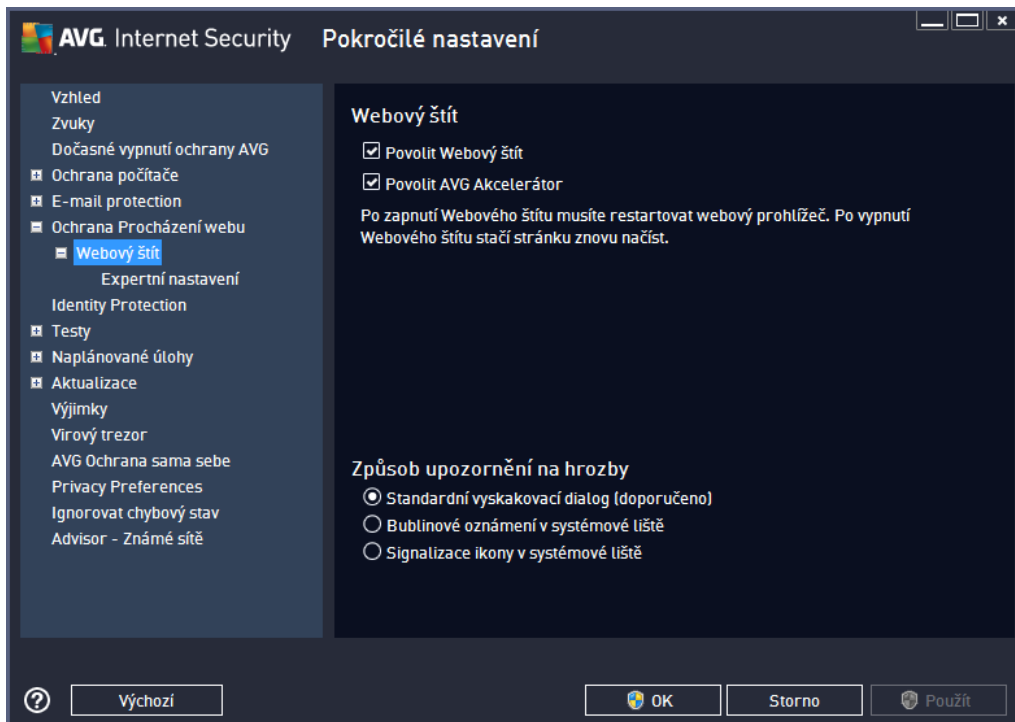 AVG. Internet Security Pokročilé nastavení
Vzhled
Zvuky
Dočasné vypnutí ochrany AVG
Ochrana počítače
E-mail protection
Ochrana Procházení webu
Webový štít
Expertní nastavení
Identity Protection
Testy
Naplánované úlohy
Aktualizace
Výjimky
Virový trezor
AVG Ochrana sama sebe
Privacy Preferences
Ignorovat chybový stav
Advisor - Známé sítě
Webový štít
Povolit Webový štít
Povolit AVG Akcelerátor
Po zapnutí Webového štítu musíte restartovat webový prohlížeč. Po vypnutí
Webového štítu stačí stránku znovu načíst.
Způsob upozornění na hrozby
Standardní vyskakovací dialog (doporučeno)
Bublinové oznámení v systémové liště
Signalizace ikony v systémové liště
Výchozí
OK
Storno
Použít